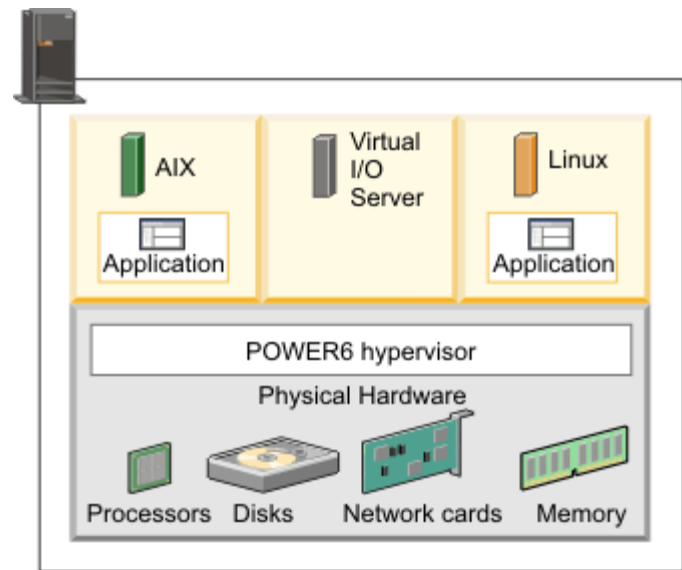 AIX
Virtual
I/O
Server
Linux
Application
Application
POWER6 hypervisor
Physical Hardware
Processors
Disks
Network cards
Memory